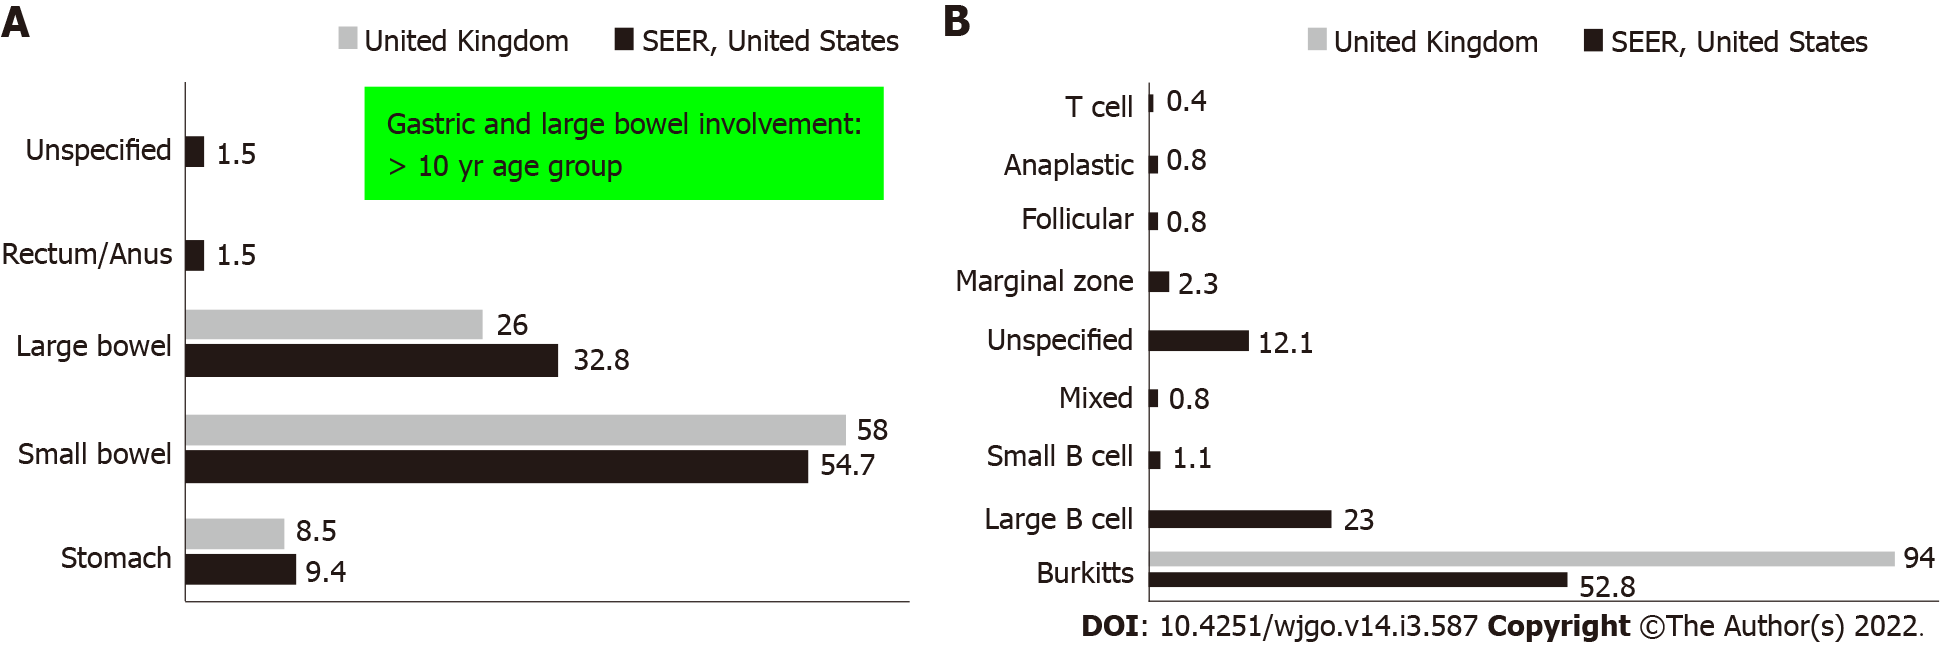 A
United Kingdom
SEER, United States
Gastric and large bowel involvement:
> 10 yr age group
Unspecified
1.5
Rectum/Anus
1.5
Large bowel
26
32.8
Small bowel
58
54.7
Stomach
8.5
9.4
B
United Kingdom
SEER, United States
T cell
0.4
Anaplastic
0.8
Follicular
0.8
Marginal zone
2.3
Unspecified
12.1
Mixed
0.8
Small B cell
1.1
Large B cell
23
Burkitts
94
52.8
DOI: 10.4251/wjgo.v14.i3.587 Copyright ©The Author(s) 2022.